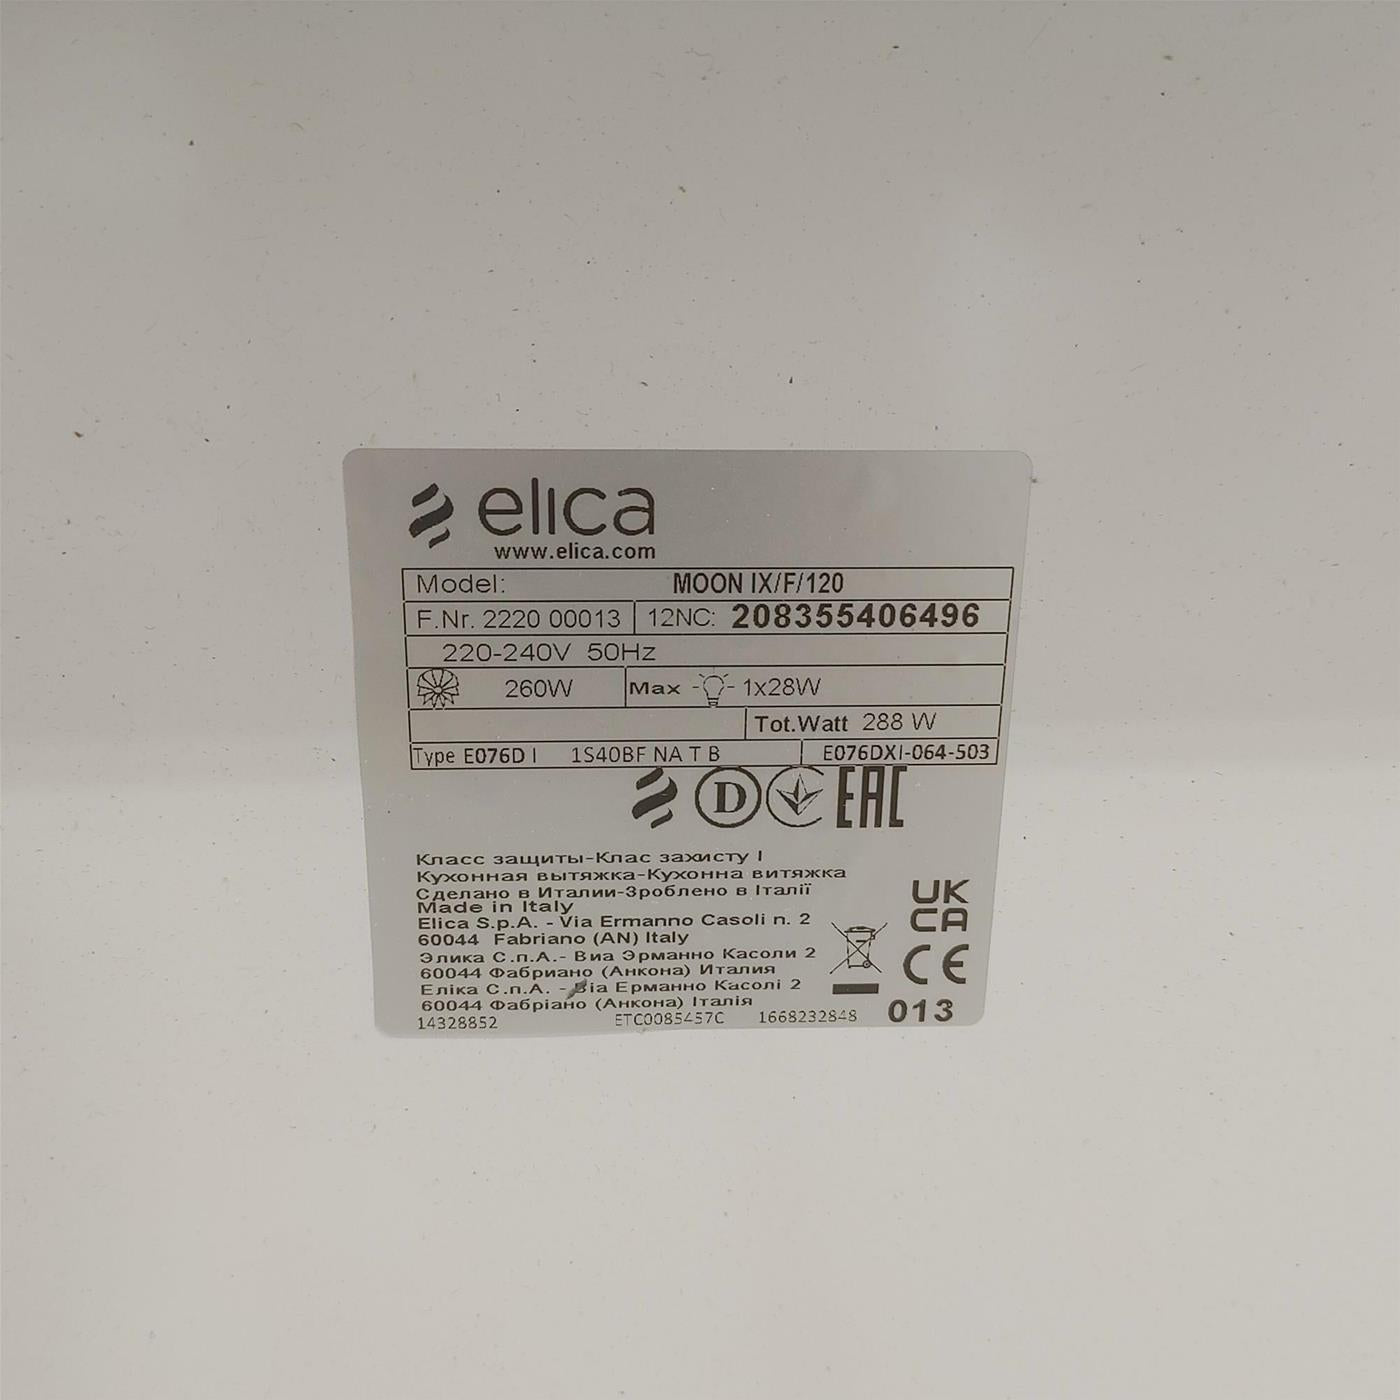 elica
www.elica.com
Model: MOON IX/F/120
F.Nr. 2220 00013 12NC: 208355406496
220-240V 50Hz
260W Max 1x28W
Tot.Watt 288 W
Type E076D I 1S40BF NA T B E076DXI-064-503
D EAC
Класс защиты-Клас захисту I
Кухонная вытяжка-Кухонна витяжка
Сделано в Италии-Зроблено в Італії
Made in Italy
Elica S.p.A. - Via Ermanno Casoli n. 2
60044 Fabriano (AN) Italy
Элика С.п.А.- Виа Эрманно Касоли 2
60044 Фабриано (Анкона) Италия
Еліка С.п.А. - Віа Ерманно Касолі 2
60044 Фабріано (Анкона) Італія
14328852 ETC0085457C 1668232848
UK
CA
CE
013